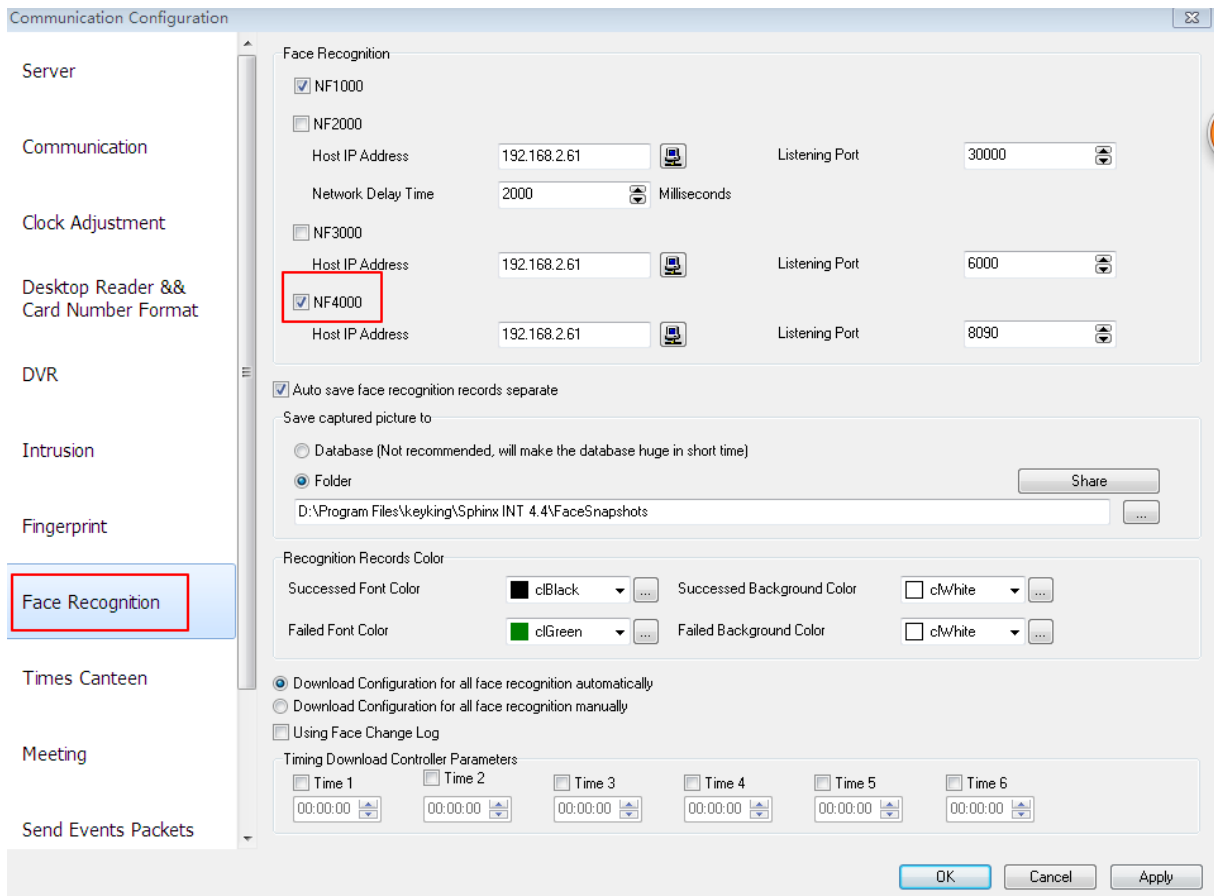 Communication Configuration
Server
Communication
Clock Adjustment
Desktop Reader &&
Card Number Format
DVR
Intrusion
Fingerprint
Face Recognition
Times Canteen
Meeting
Send Events Packets
Face Recognition
NF1000
NF2000
Host IP Address 192.168.2.61 Listening Port 30000
Network Delay Time 2000 Milliseconds
NF3000
Host IP Address 192.168.2.61 Listening Port 6000
NF4000
Host IP Address 192.168.2.61 Listening Port 8090
Auto save face recognition records separate
Save captured picture to
Database (Not recommended, will make the database huge in short time)
Folder Share
D:\Program Files\keyking\Sphinx INT 4.4\FaceSnapshots ...
Recognition Records Color
Successed Font Color clBlack ... Successed Background Color clWhite ...
Failed Font Color clGreen ... Failed Background Color clWhite ...
Download Configuration for all face recognition automatically
Download Configuration for all face recognition manually
Using Face Change Log
Timing Download Controller Parameters
Time 1 Time 2 Time 3 Time 4 Time 5 Time 6
00:00:00 00:00:00 00:00:00 00:00:00 00:00:00 00:00:00
OK Cancel Apply